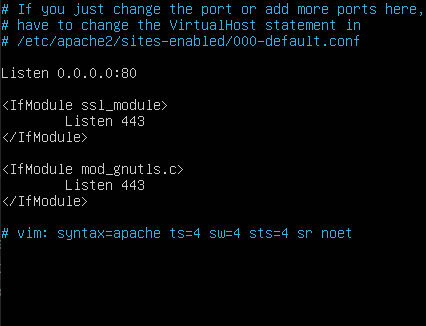 # If you just change the port or add more ports here,
# have to change the VirtualHost statement in
# /etc/apache2/sites-enabled/000-default.conf
Listen 0.0.0.0:80
<IfModule ssl_module>
Listen 443
</IfModule>
<IfModule mod_gnutls.c>
Listen 443
</IfModule>
# vim: syntax=apache ts=4 sw=4 sts=4 sr noet